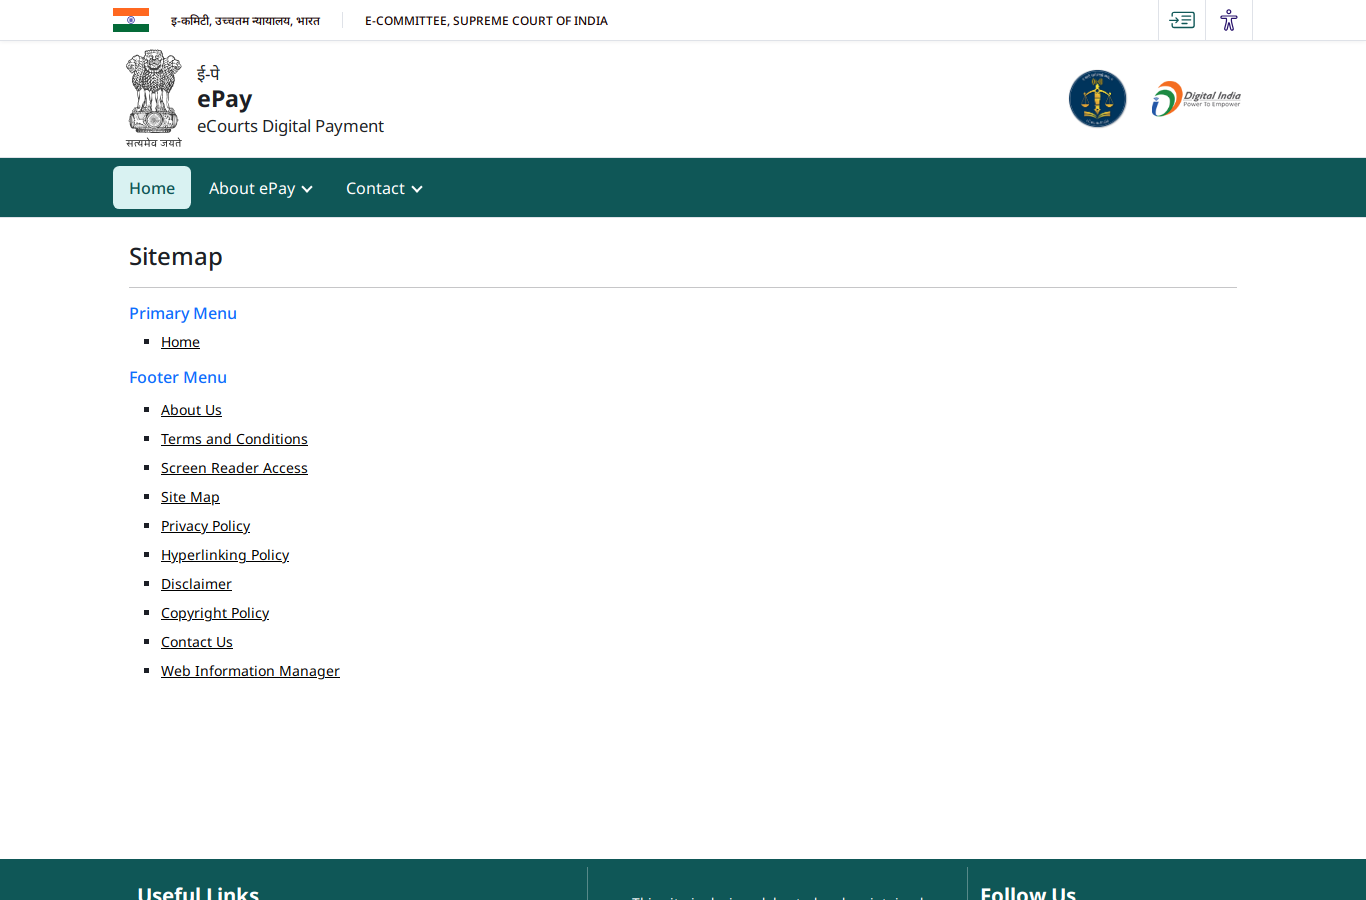 इ-कमिटी, उच्चतम न्यायालय, भारत
E-COMMITTEE, SUPREME COURT OF INDIA
सत्यमेव जयते
ई-पे
ePay
eCourts Digital Payment
Digital India
Power To Empower
Home
About ePay
Contact
Sitemap
Primary Menu
Home
Footer Menu
About Us
Terms and Conditions
Screen Reader Access
Site Map
Privacy Policy
Hyperlinking Policy
Disclaimer
Copyright Policy
Contact Us
Web Information Manager
Useful Links
Follow Us